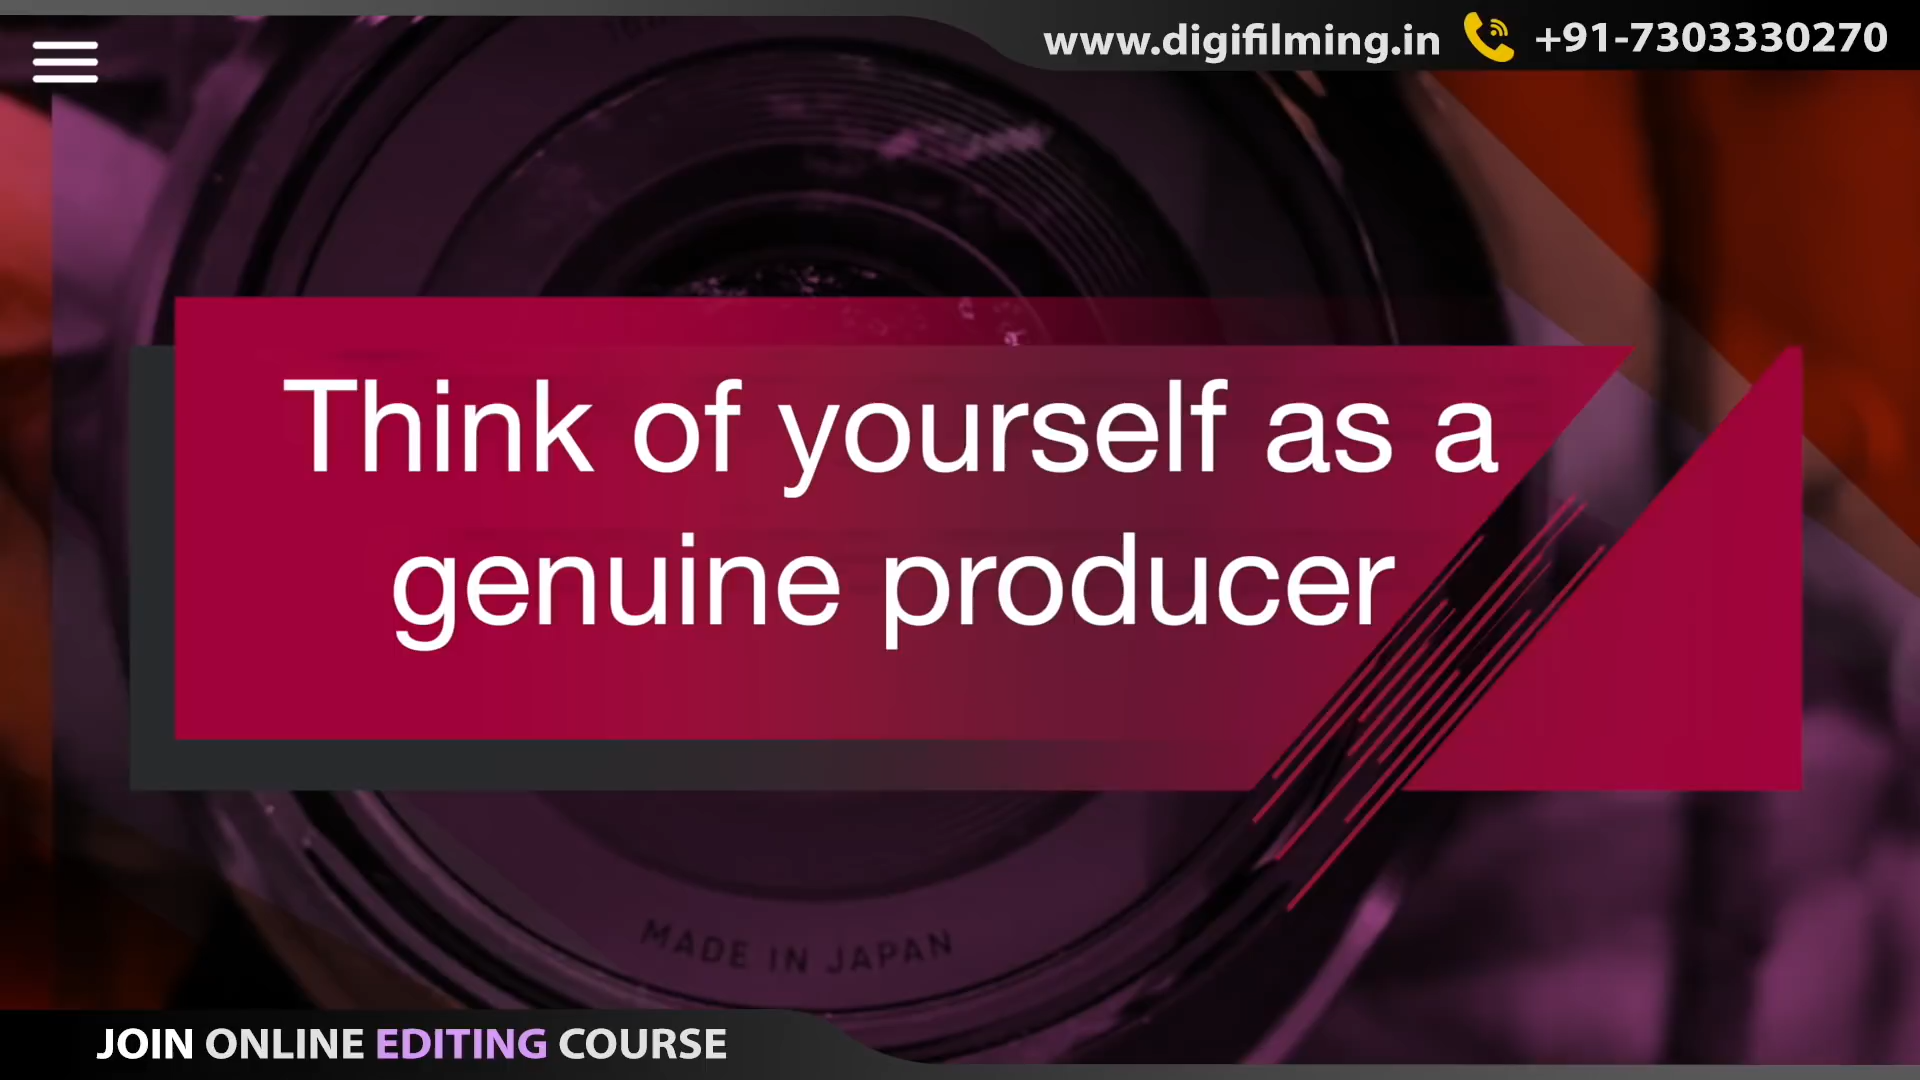 www.digifilming.in +91-7303330270
Think of yourself as a
genuine producer
MADE IN JAPAN
JOIN ONLINE EDITING COURSE